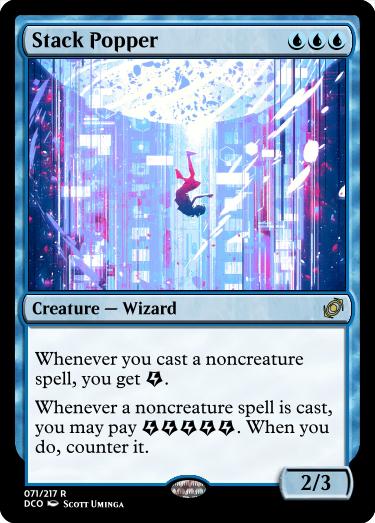 Stack Popper
Creature — Wizard
Whenever you cast a noncreature
spell, you get .
Whenever a noncreature spell is cast,
you may pay . When you
do, counter it.
2/3
071/217 R
DCO Scott Uminga